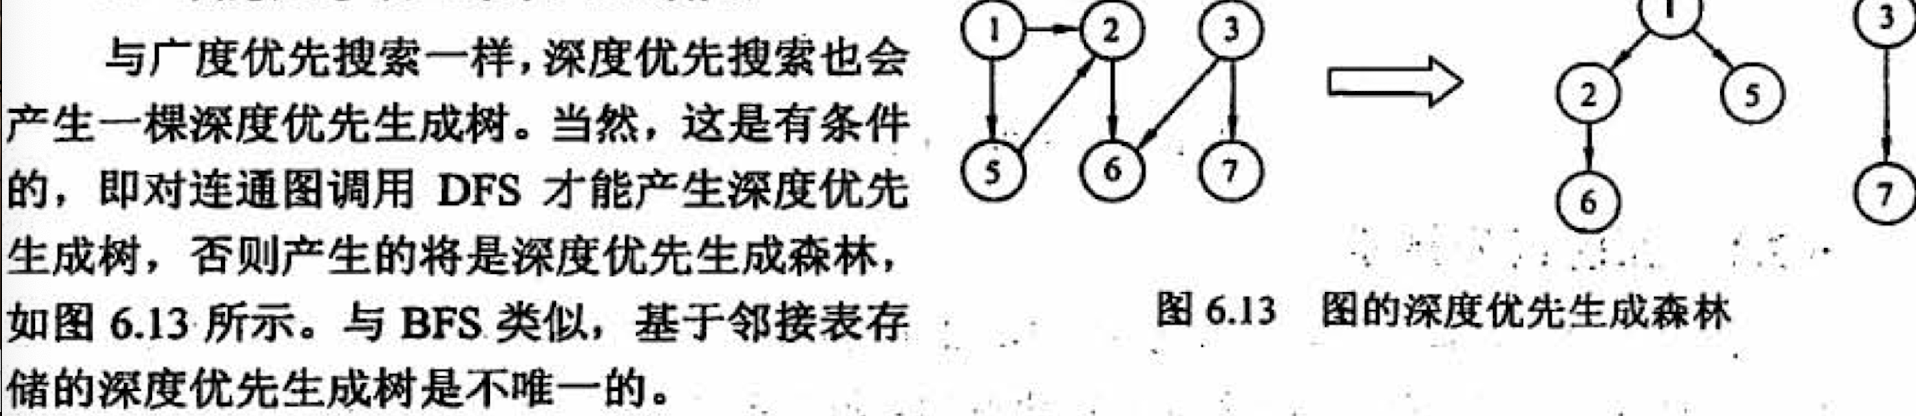 与广度优先搜索一样，深度优先搜索也会
产生一棵深度优先生成树。当然，这是有条件
的，即对连通图调用 DFS 才能产生深度优先
生成树，否则产生的将是深度优先生成森林，
如图 6.13 所示。与 BFS 类似，基于邻接表存
储的深度优先生成树是不唯一的。
1 2 3
5 6 7
1 3
2 5
6 7
图 6.13 图的深度优先生成森林